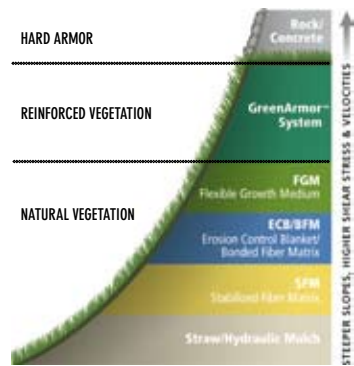 HARD ARMOR
Rock/
Concrete
REINFORCED VEGETATION
GreenArmor™
System
NATURAL VEGETATION
FGM
Flexible Growth Medium
ECB/BFM
Erosion Control Blanket/
Bonded Fiber Matrix
SFM
Stabilized Fiber Matrix
Straw/Hydraulic Mulch
STEEPER SLOPES, HIGHER SHEAR STRESS & VELOCITIES